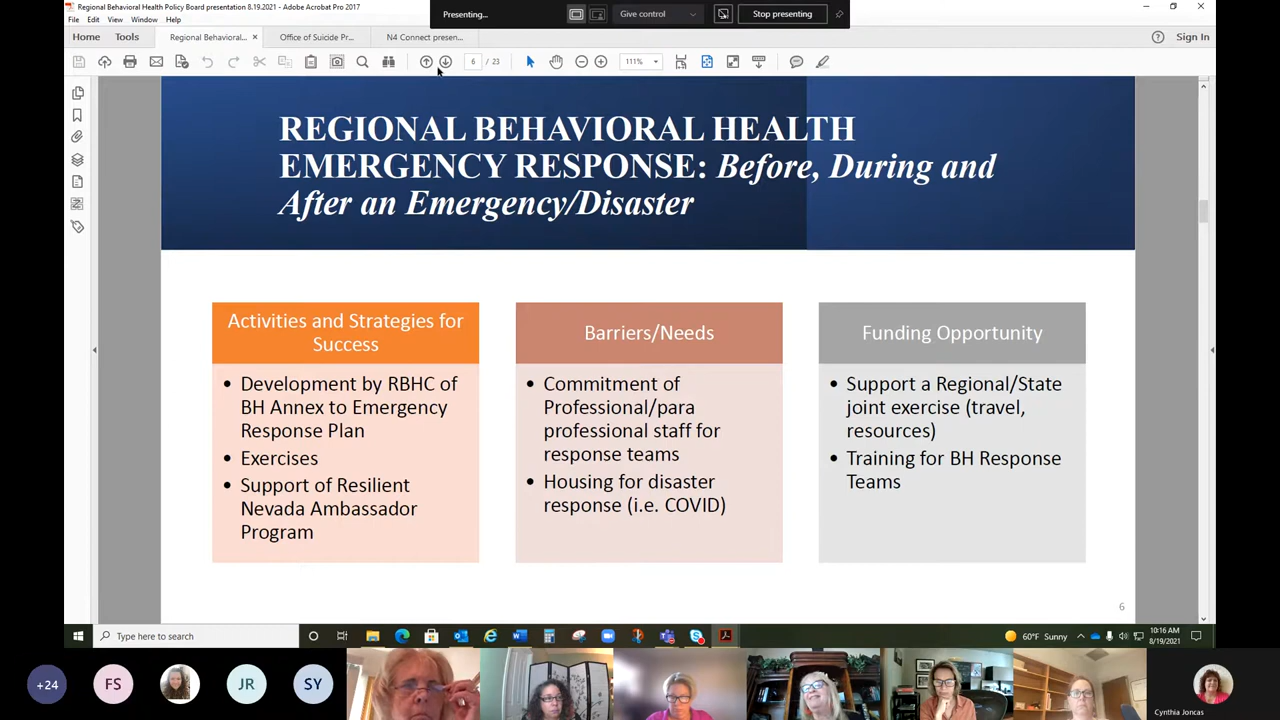 Regional Behavioral Health Policy Board presentation 8.19.2021 - Adobe Acrobat Pro 2017
Presenting...
Give control
Stop presenting
File Edit View Window Help
Home Tools Regional Behavioral... × Office of Suicide Pr... N4 Connect presen... Sign In
6 / 23 111%
REGIONAL BEHAVIORAL HEALTH
EMERGENCY RESPONSE: Before, During and
After an Emergency/Disaster
Activities and Strategies for
Success
• Development by RBHC of
BH Annex to Emergency
Response Plan
• Exercises
• Support of Resilient
Nevada Ambassador
Program
Barriers/Needs
• Commitment of
Professional/para
professional staff for
response teams
• Housing for disaster
response (i.e. COVID)
Funding Opportunity
• Support a Regional/State
joint exercise (travel,
resources)
• Training for BH Response
Teams
6
Type here to search
60°F Sunny
10:16 AM
8/19/2021
+24 FS JR SY
Cynthia Joncas